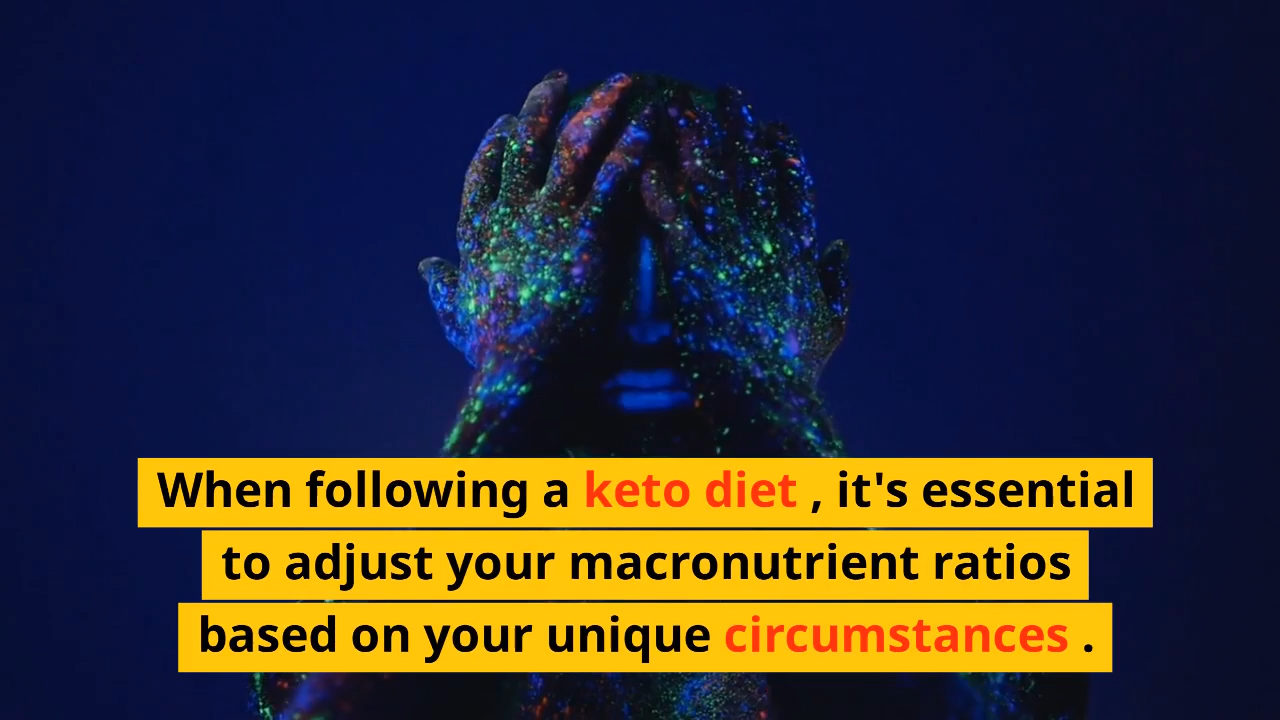 When following a keto diet , it's essential
to adjust your macronutrient ratios
based on your unique circumstances .